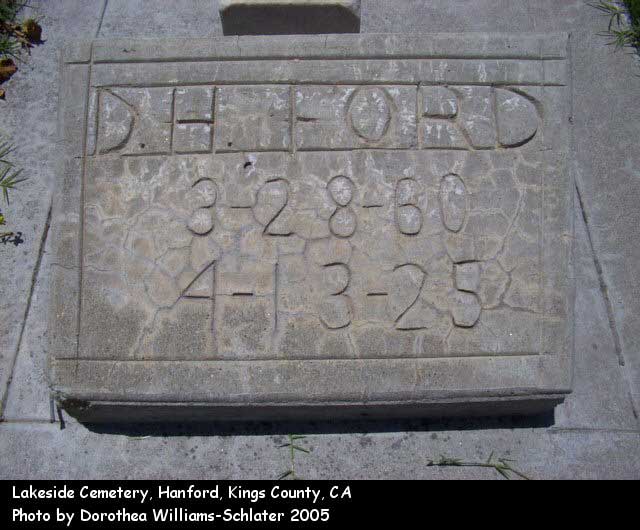 D.H. FORD
3-28-60
4-13-25
Lakeside Cemetery, Hanford, Kings County, CA
Photo by Dorothea Williams-Schlater 2005